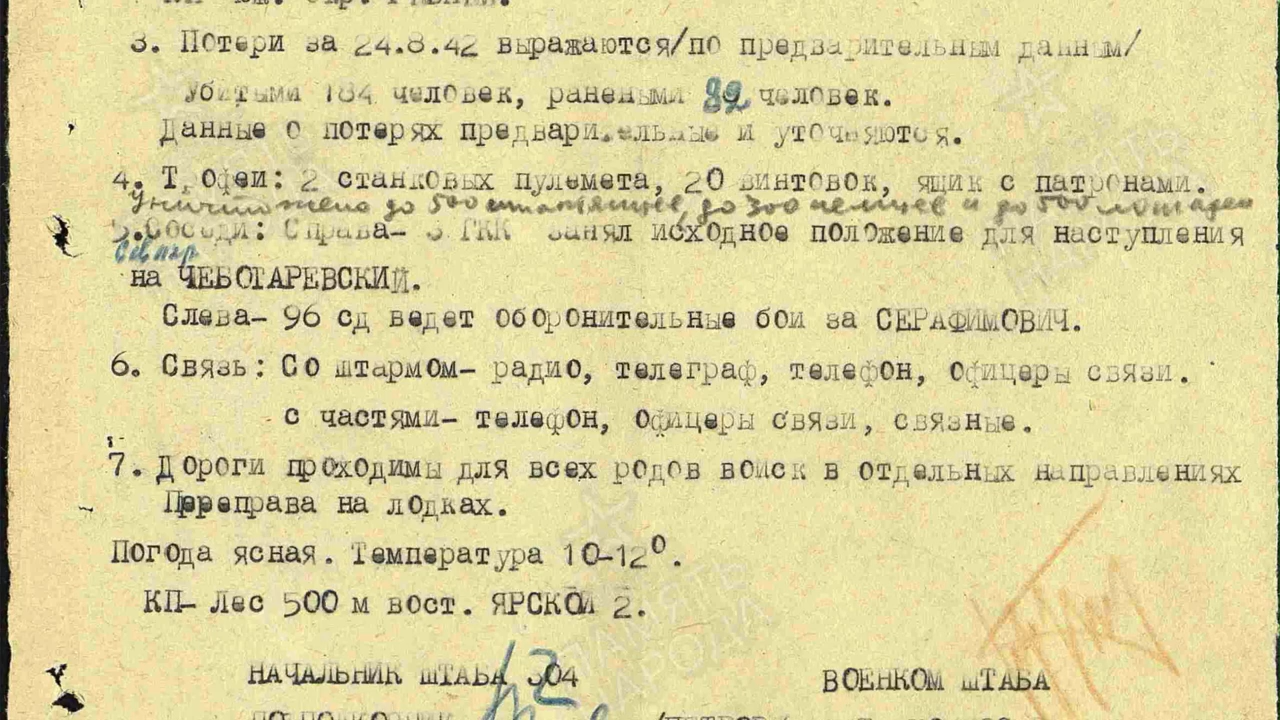 3. Потери за 24.8.42 выражаются/по предварительным данным/
Убитыми 184 человек, ранеными человек.
Данные о потерях предварительные и уточняются.
4. Трофеи: 2 станковых пулемета, 20 винтовок, ящик с патронами.
Уничтожено до 500 до 300 немцев и до 500 лошадей
5.Соседи: Справа- 3 ГКК занял исходное положение для наступления
на ЧЕБОТАРЕВСКИЙ.
Слева- 96 сд ведет оборонительные бои за СЕРАФИМОВИЧ.
6. Связь: Со штармом- радио, телеграф, телефон, офицеры связи.
с частями- телефон, офицеры связи, связные.
7. Дороги проходимы для всех родов войск в отдельных направлениях
Переправа на лодках.
Погода ясная. Температура 10-12°.
КП- Лес 500 м вост. ЯРСКОЙ 2.
ПАМЯТЬ НАРОДА
НАЧАЛЬНИК ШТАБА 304
ВОЕНКОМ ШТАБА